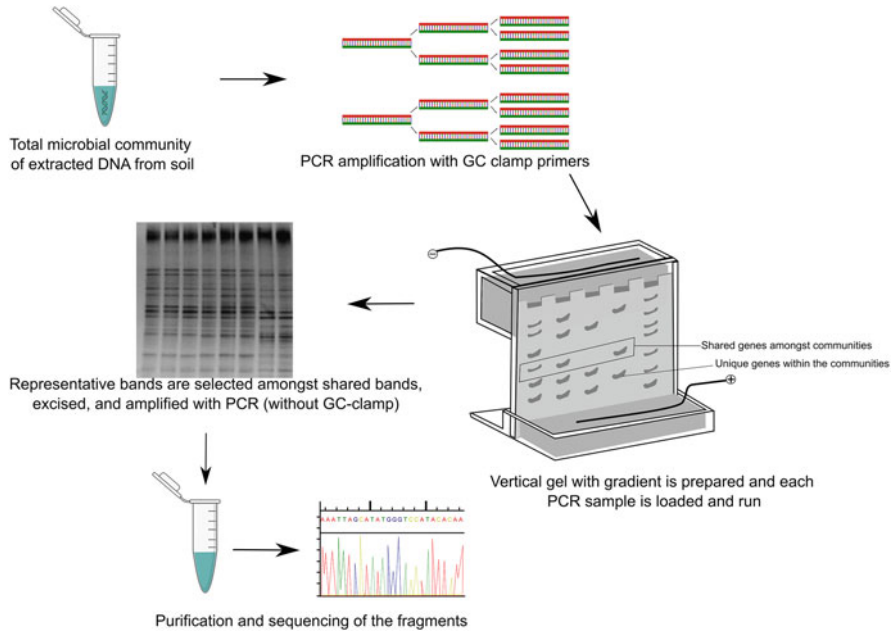 Total microbial community
of extracted DNA from soil
PCR amplification with GC clamp primers
Shared genes amongst communities
Unique genes within the communities
Vertical gel with gradient is prepared and each
PCR sample is loaded and run
Representative bands are selected amongst shared bands,
excised, and amplified with PCR (without GC-clamp)
AAATTAGCATATGGGTCCATACACAA
Purification and sequencing of the fragments